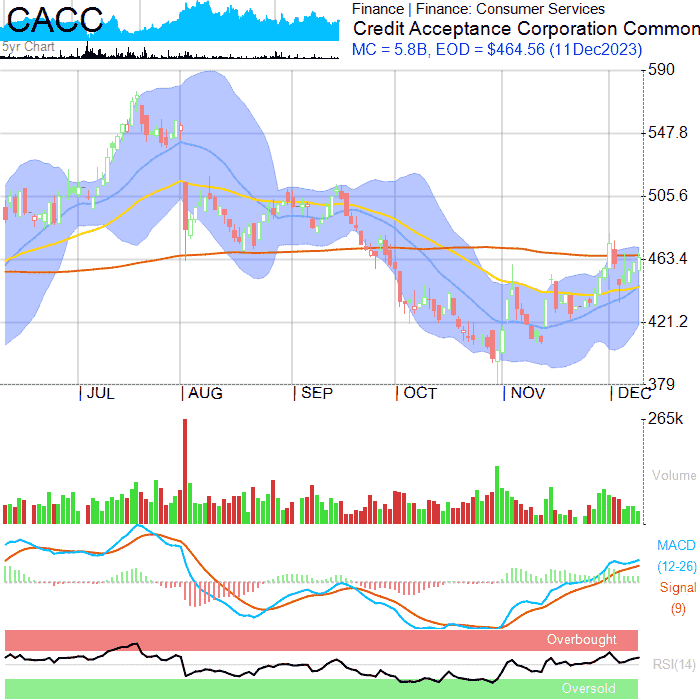 CACC
5yr Chart
Finance | Finance: Consumer Services
Credit Acceptance Corporation Common
MC = 5.8B, EOD = $464.56 (11Dec2023)
590
547.8
505.6
463.4
421.2
379
JUL AUG SEP OCT NOV DEC
265k
Volume
MACD
(12-26)
Signal
(9)
Overbought
RSI(14)
Oversold